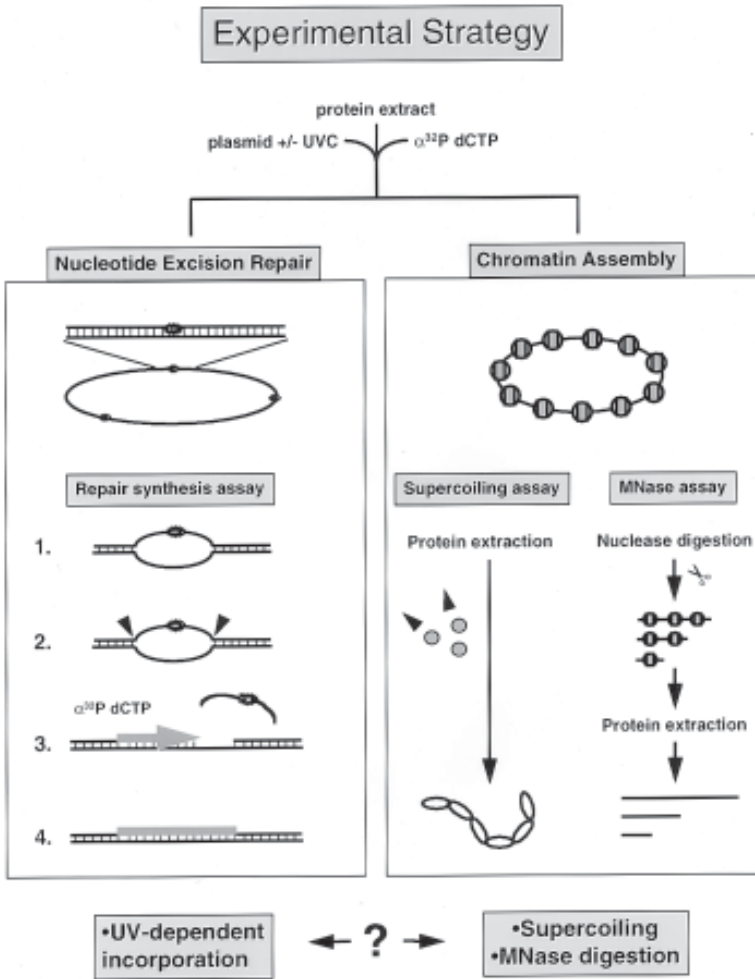 Experimental Strategy
protein extract
plasmid +/- UVC
α³²P dCTP
Nucleotide Excision Repair
Repair synthesis assay
1.
2.
α³²P dCTP
3.
4.
Chromatin Assembly
Supercoiling assay
Protein extraction
MNase assay
Nuclease digestion
Protein extraction
•UV-dependent
incorporation
?
•Supercoiling
•MNase digestion